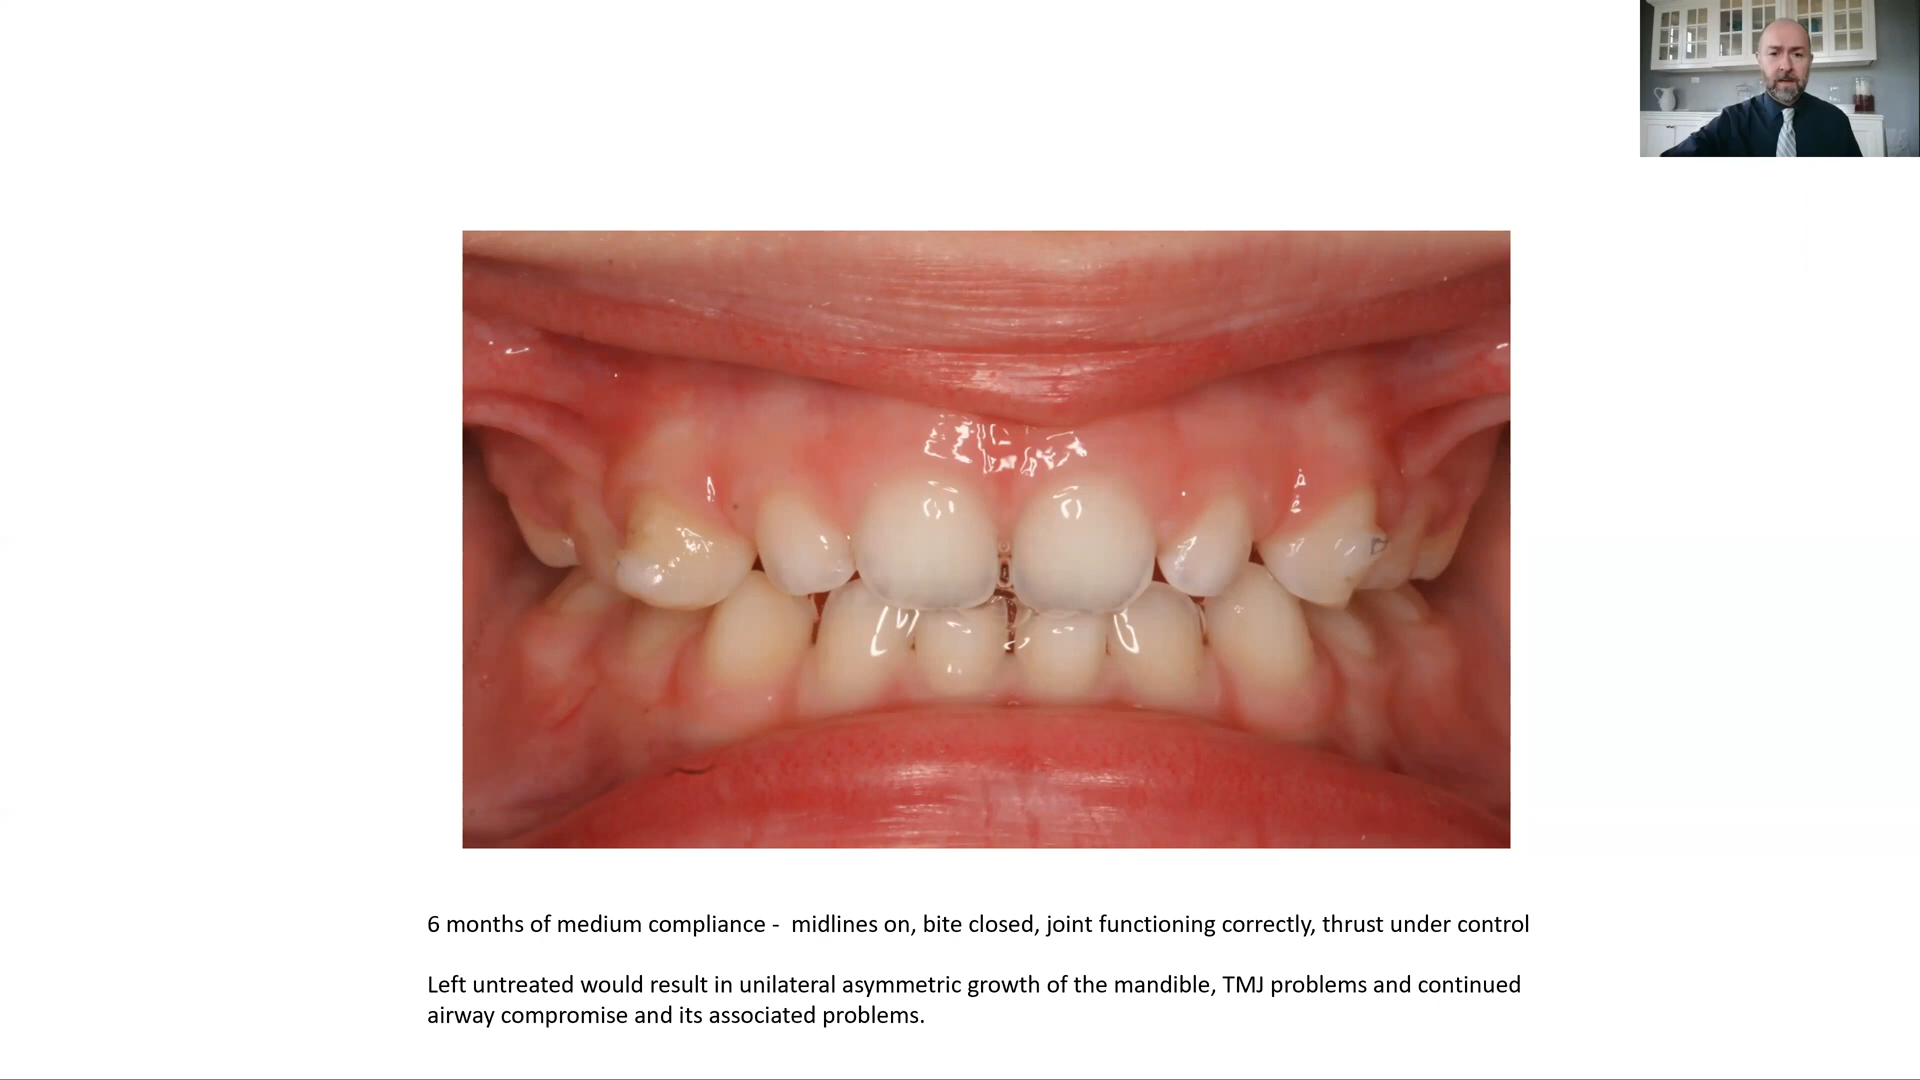 6 months of medium compliance -  midlines on, bite closed, joint functioning correctly, thrust under control
Left untreated would result in unilateral asymmetric growth of the mandible, TMJ problems and continued
airway compromise and its associated problems.